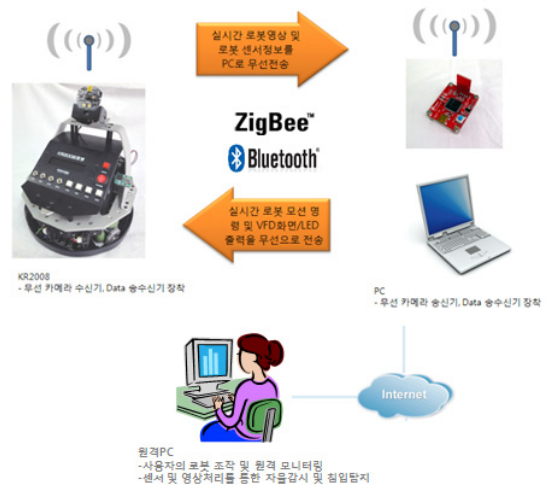 실시간 로봇영상 및
로봇 센서정보를
PC로 무선전송
ZigBee™
Bluetooth®
실시간 로봇 모션 명
령 및 VFD화면/LED
출력을 무선으로 전송
KR2008
- 무선 카메라 수신기, Data 송수신기 장착
PC
- 무선 카메라 송신기, Data 송수신기 장착
Internet
원격PC
-사용자의 로봇 조작 및 원격 모니터링
-센서 및 영상처리를 통한 자율감시 및 침입탐지